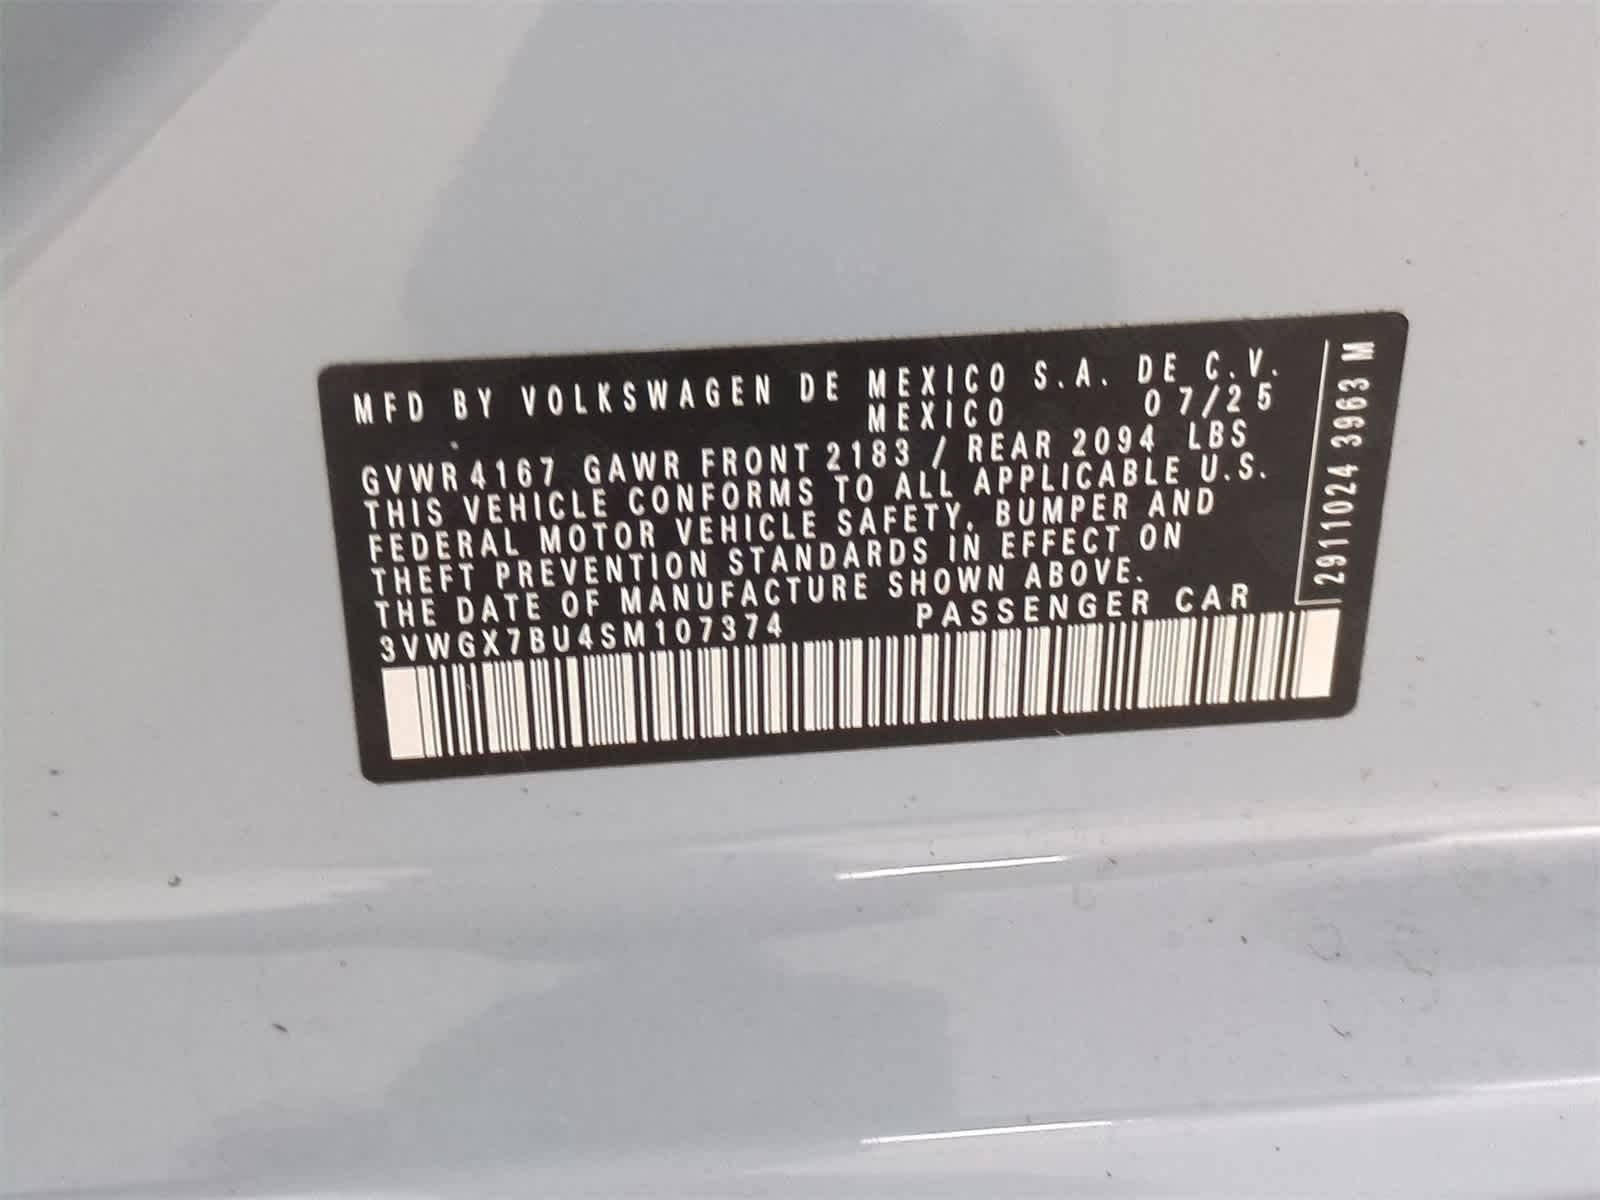 MFD BY VOLKSWAGEN DE MEXICO S.A. DE C.V.
MEXICO 07/25
GVWR 4167 GAWR FRONT 2183 / REAR 2094 LBS
THIS VEHICLE CONFORMS TO ALL APPLICABLE U.S.
FEDERAL MOTOR VEHICLE SAFETY, BUMPER AND
THEFT PREVENTION STANDARDS IN EFFECT ON
THE DATE OF MANUFACTURE SHOWN ABOVE.
3VWGX7BU4SM107374 PASSENGER CAR
2911024 3963 M